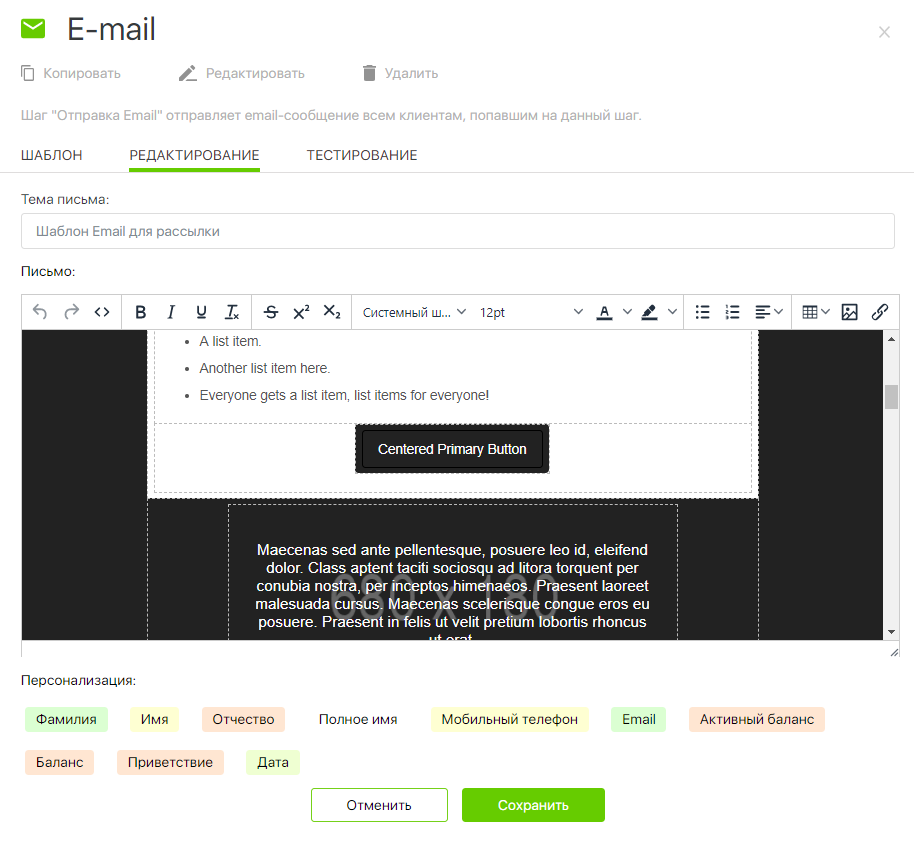 E-mail
Копировать Редактировать Удалить
Шаг "Отправка Email" отправляет email-сообщение всем клиентам, попавшим на данный шаг.
ШАБЛОН РЕДАКТИРОВАНИЕ ТЕСТИРОВАНИЕ
Тема письма:
Шаблон Email для рассылки
Письмо:
B I U Tx S X² X₂ Системный ш... 12pt A
A list item.
Another list item here.
Everyone gets a list item, list items for everyone!
Centered Primary Button
680 x 180
Maecenas sed ante pellentesque, posuere leo id, eleifend
dolor. Class aptent taciti sociosqu ad litora torquent per
conubia nostra, per inceptos himenaeos. Praesent laoreet
malesuada cursus. Maecenas scelerisque congue eros eu
posuere. Praesent in felis ut velit pretium lobortis rhoncus
ut erat.
Персонализация:
Фамилия Имя Отчество Полное имя Мобильный телефон Email Активный баланс
Баланс Приветствие Дата
Отменить Сохранить